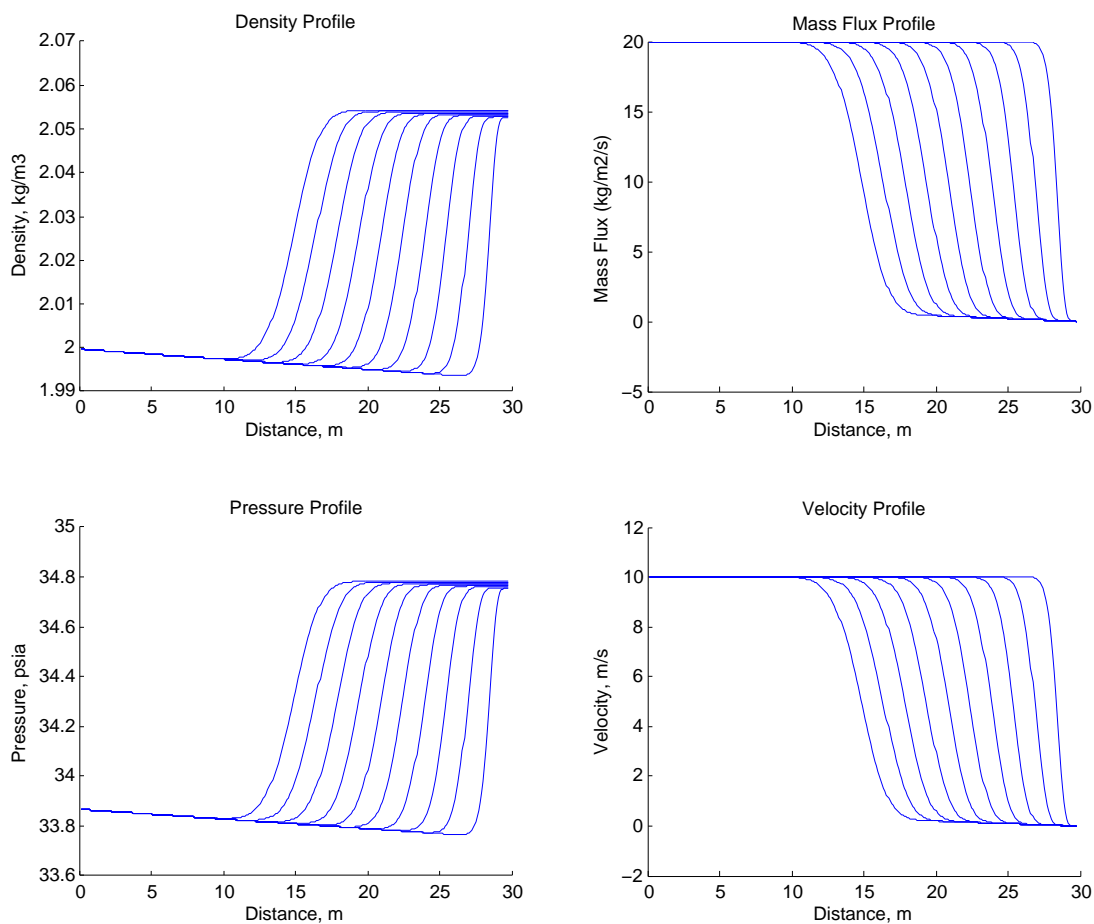 Density Profile
2.07
2.06
2.05
2.04
2.03
2.02
2.01
2
1.99
0 5 10 15 20 25 30
Distance, m
Density, kg/m3
Mass Flux Profile
20
15
10
5
0
−5
0 5 10 15 20 25 30
Distance, m
Mass Flux (kg/m2/s)
Pressure Profile
35
34.8
34.6
34.4
34.2
34
33.8
33.6
0 5 10 15 20 25 30
Distance, m
Pressure, psia
Velocity Profile
12
10
8
6
4
2
0
−2
0 5 10 15 20 25 30
Distance, m
Velocity, m/s